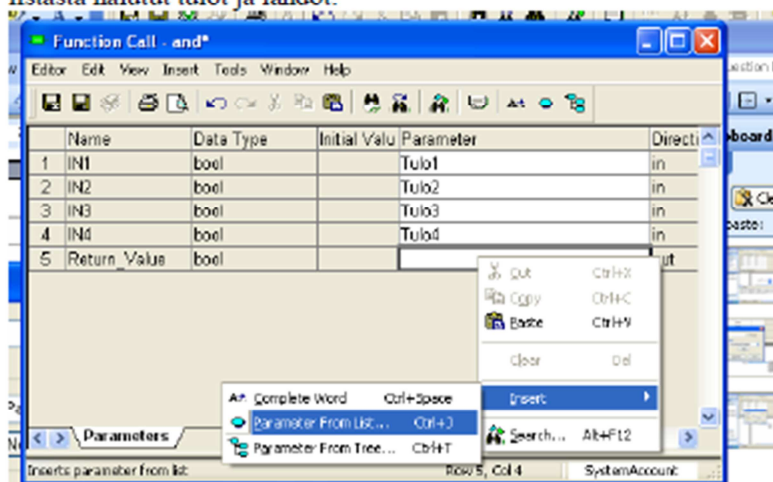 listasta halutut tulot ja lähdöt.
Function Call - and*
Editor Edit View Insert Tools Window Help
Name Data Type Initial Valu Parameter Directi
1 IN1 bool Tulo1 in
2 IN2 bool Tulo2 in
3 IN3 bool Tulo3 in
4 IN4 bool Tulo4 in
5 Return_Value bool ut
Cut Ctrl+X
Copy Ctrl+C
Paste Ctrl+V
Clear Del
Insert
Search... Alt+F12
Complete Word Ctrl+Space
Parameter From List... Ctrl+J
Parameter From Tree... Ctrl+T
Parameters
Inserts parameter from list Row 5, Col 4 SystemAccount